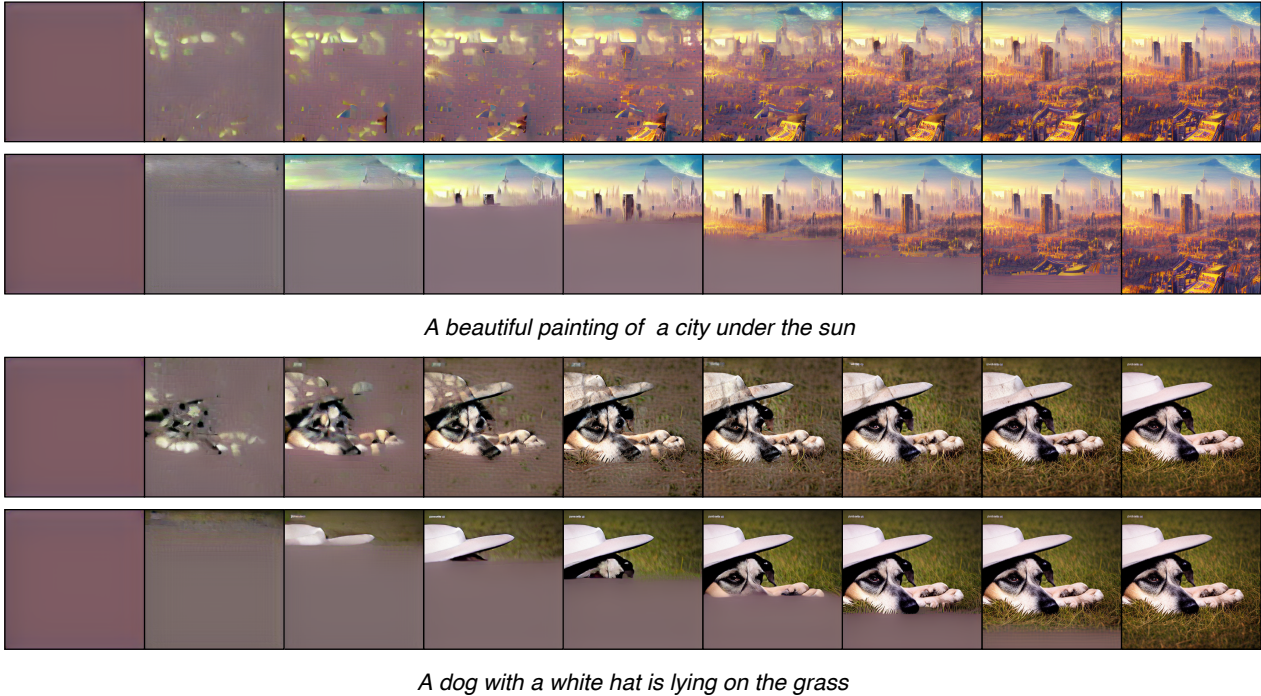 A beautiful painting of a city under the sun
A dog with a white hat is lying on the grass